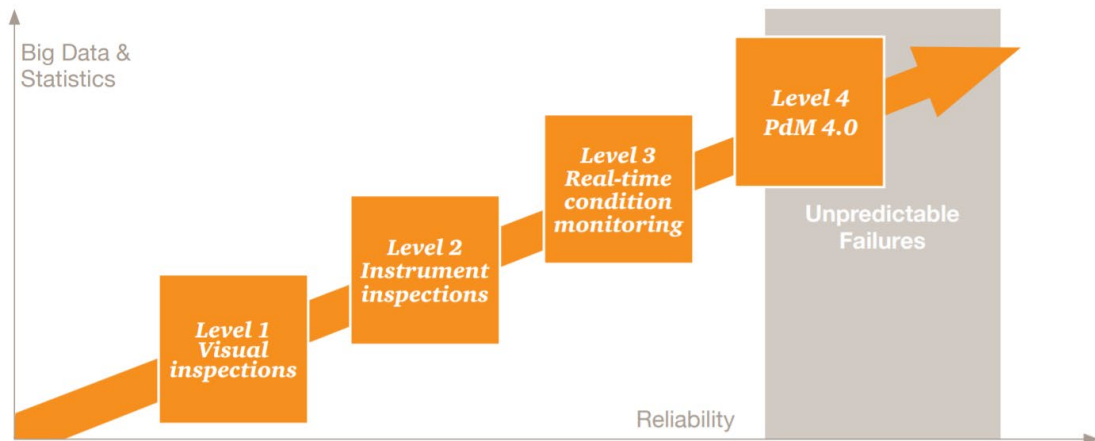 Big Data &
Statistics
Level 1
Visual
inspections
Level 2
Instrument
inspections
Level 3
Real-time
condition
monitoring
Level 4
PdM 4.0
Unpredictable
Failures
Reliability